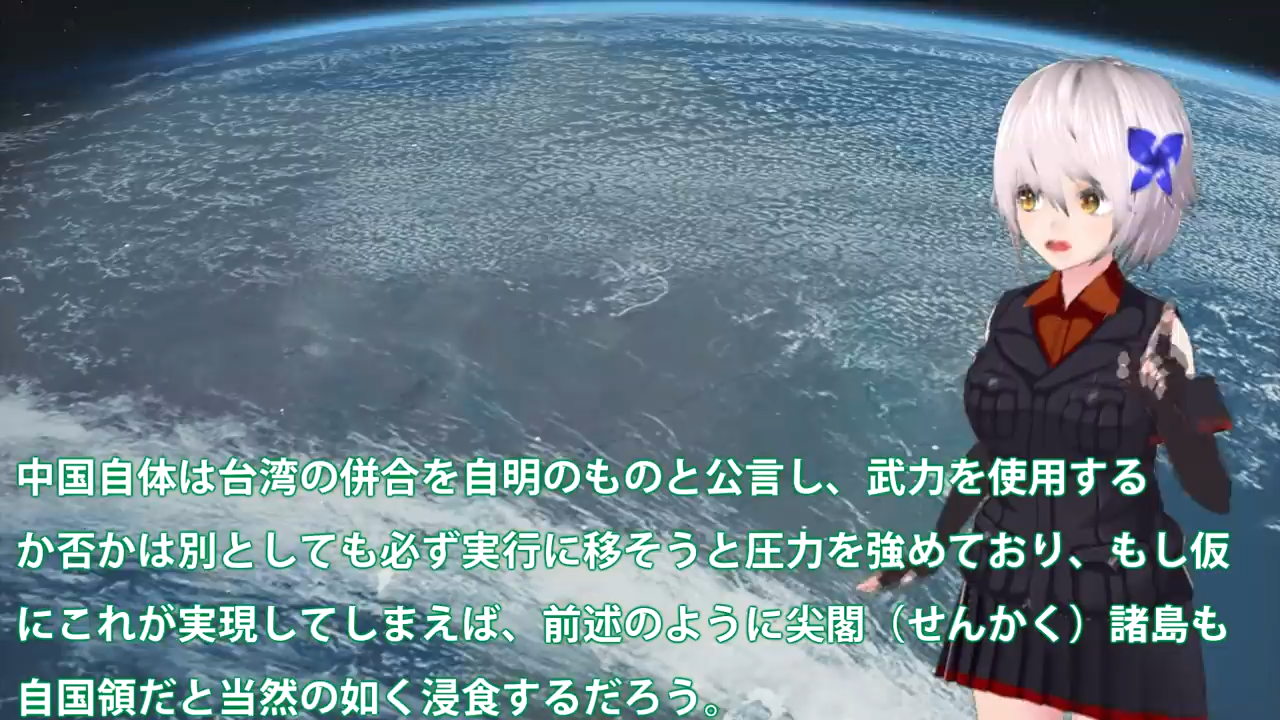 中国自体は台湾の併合を自明のものと公言し、武力を使用する
か否かは別としても必ず実行に移そうと圧力を強めており、もし仮
にこれが実現してしまえば、前述のように尖閣（せんかく）諸島も
自国領だと当然の如く浸食するだろう。